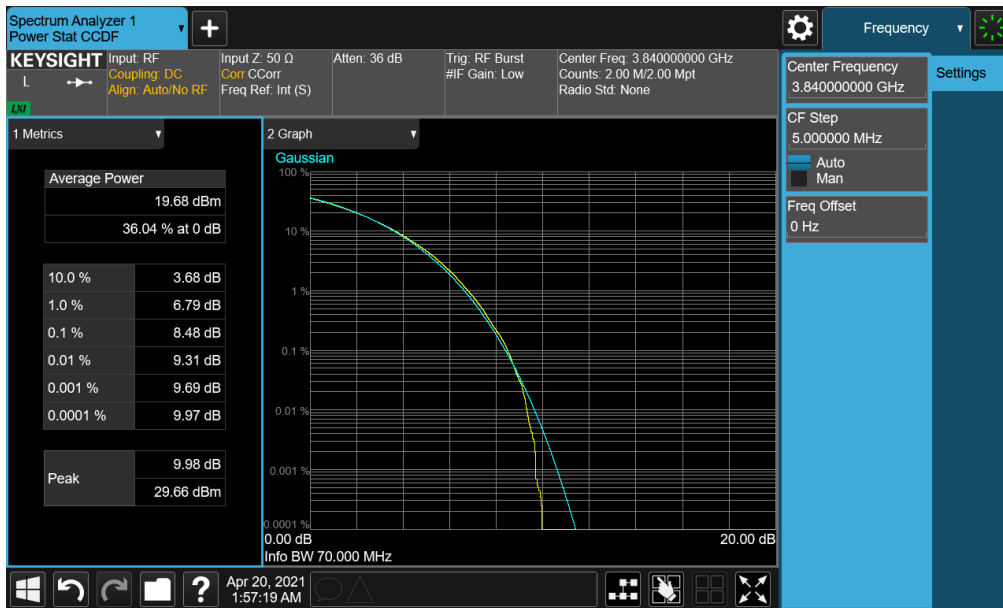 Spectrum Analyzer 1
Power Stat CCDF
Frequency
KEYSIGHT
L
LXI
Input: RF
Coupling: DC
Align: Auto/No RF
Input Z: 50 Ω
Corr CCorr
Freq Ref: Int (S)
Atten: 36 dB
Trig: RF Burst
#IF Gain: Low
Center Freq: 3.840000000 GHz
Counts: 2.00 M/2.00 Mpt
Radio Std: None
Center Frequency
3.840000000 GHz
Settings
CF Step
5.000000 MHz
Auto
Man
Freq Offset
0 Hz
1 Metrics
Average Power
19.68 dBm
36.04 % at 0 dB
10.0 % 3.68 dB
1.0 % 6.79 dB
0.1 % 8.48 dB
0.01 % 9.31 dB
0.001 % 9.69 dB
0.0001 % 9.97 dB
Peak
9.98 dB
29.66 dBm
2 Graph
Gaussian
100 %
10 %
1 %
0.1 %
0.01 %
0.001 %
0.0001 %
0.00 dB
20.00 dB
Info BW 70.000 MHz
?
Apr 20, 2021
1:57:19 AM